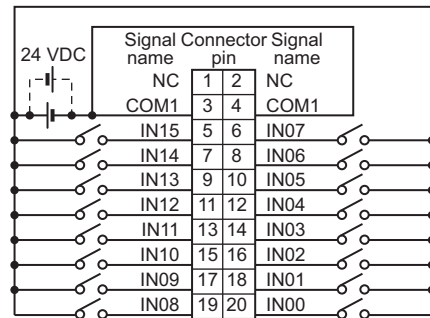 Signal Connector Signal
24 VDC name pin name
NC 1 2 NC
COM1 3 4 COM1
IN15 5 6 IN07
IN14 7 8 IN06
IN13 9 10 IN05
IN12 11 12 IN04
IN11 13 14 IN03
IN10 15 16 IN02
IN09 17 18 IN01
IN08 19 20 IN00